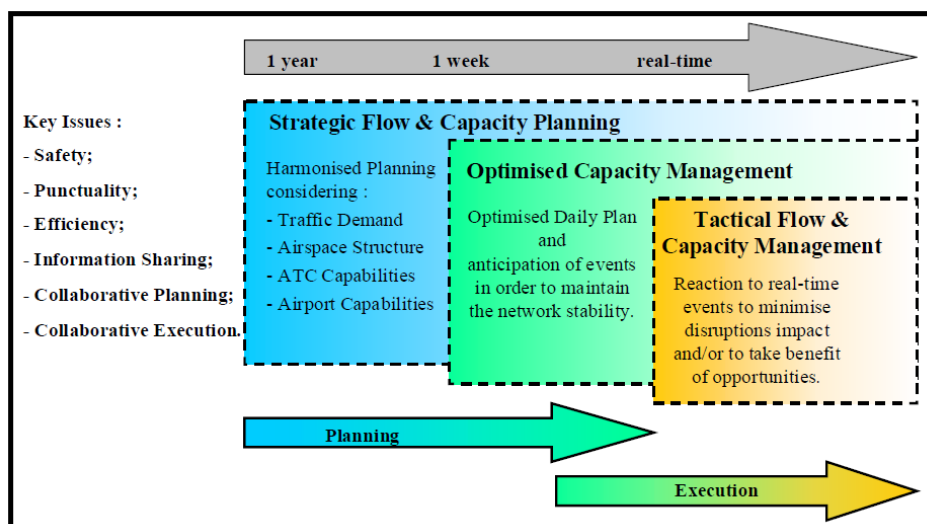 1 year
1 week
real-time
Key Issues :
- Safety;
- Punctuality;
- Efficiency;
- Information Sharing;
- Collaborative Planning;
- Collaborative Execution.
Strategic Flow & Capacity Planning
Harmonised Planning
considering :
- Traffic Demand
- Airspace Structure
- ATC Capabilities
- Airport Capabilities
Optimised Capacity Management
Optimised Daily Plan
and
anticipation of events
in order to maintain
the network stability.
Tactical Flow &
Capacity Management
Reaction to real-time
events to minimise
disruptions impact
and/or to take benefit
of opportunities.
Planning
Execution